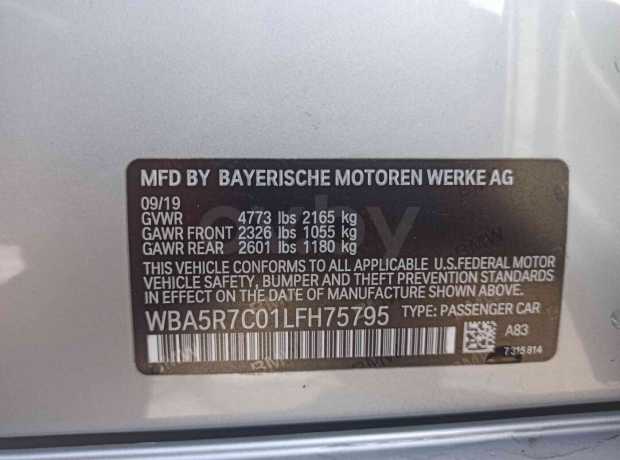 MFD BY BAYERISCHE MOTOREN WERKE AG
09/19
GVWR 4773 lbs 2165 kg
GAWR FRONT 2326 lbs 1055 kg
GAWR REAR 2601 lbs 1180 kg
THIS VEHICLE CONFORMS TO ALL APPLICABLE U.S.FEDERAL MOTOR
VEHICLE SAFETY, BUMPER AND THEFT PREVENTION STANDARDS
IN EFFECT ON THE DATE OF MANUFACTURE SHOWN ABOVE.
WBA5R7C01LFH75795 TYPE: PASSENGER CAR
A83
7 315 814